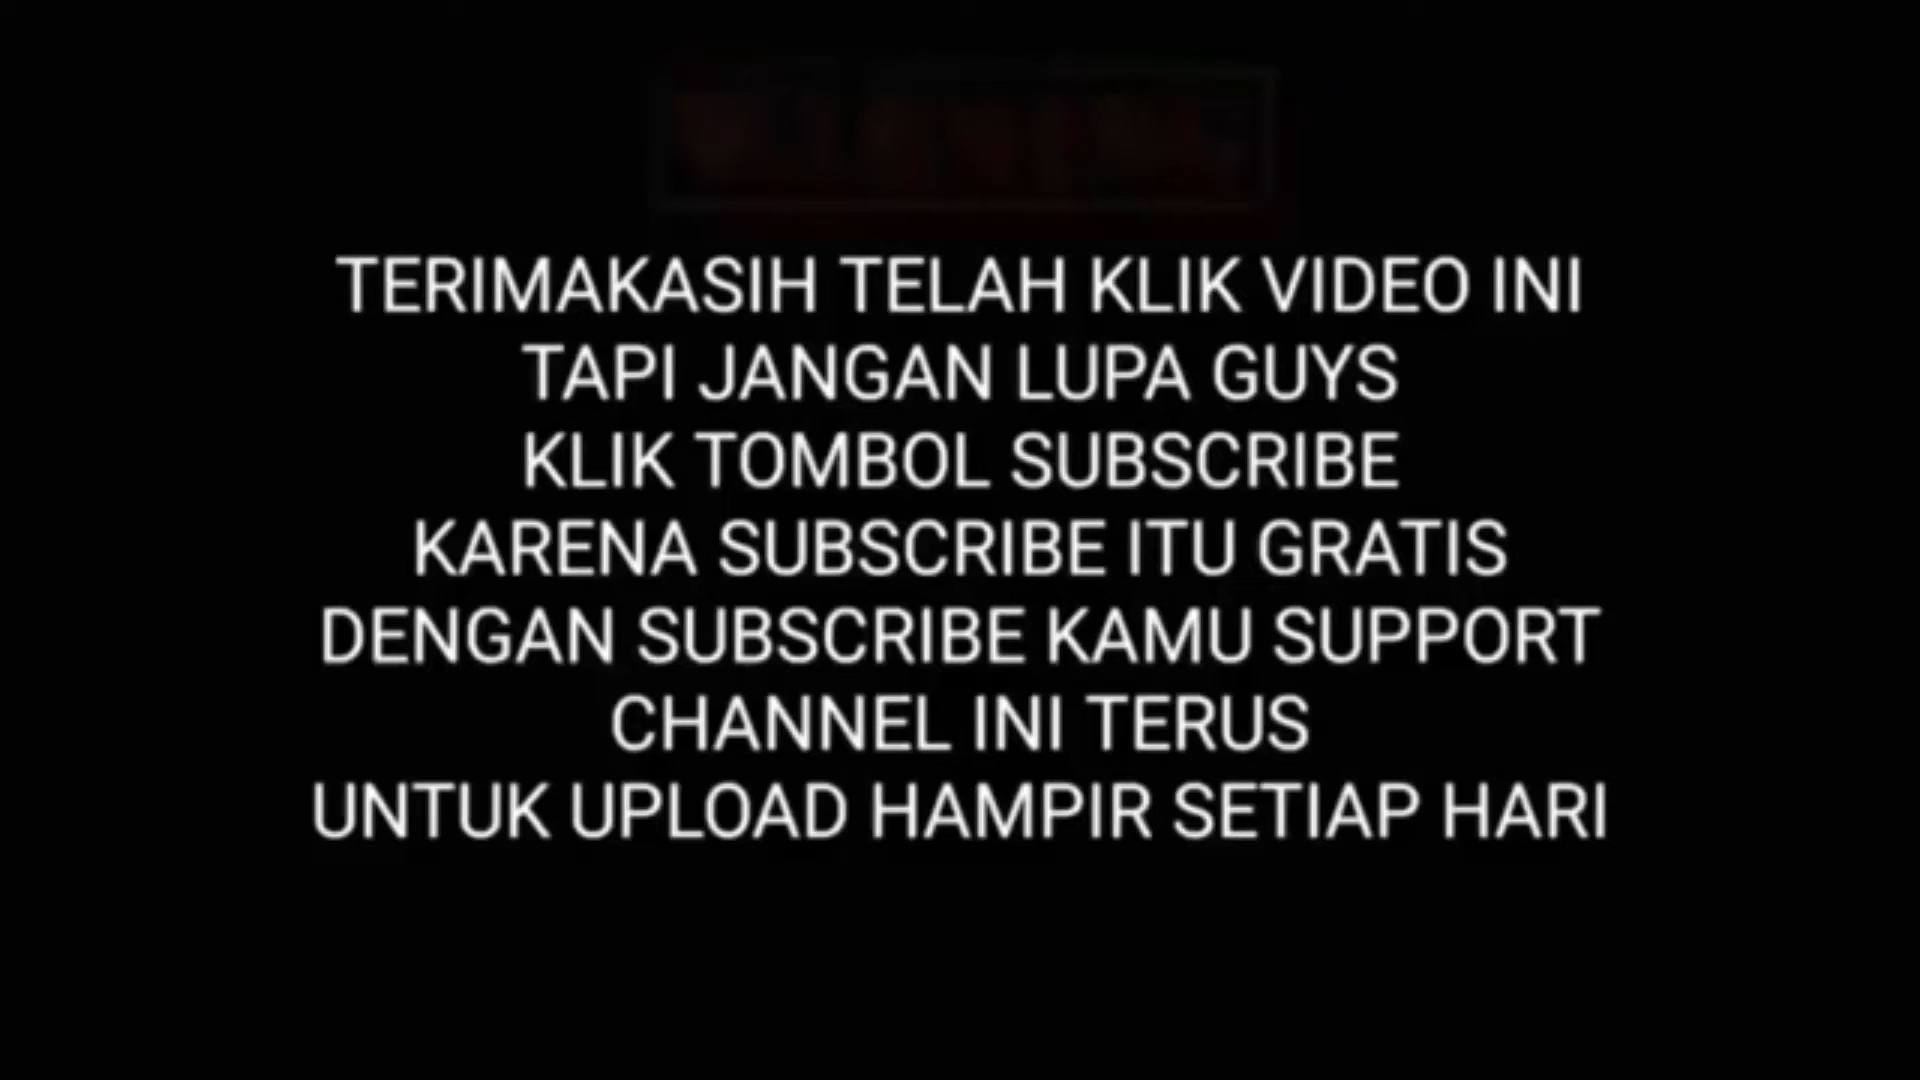 TERIMAKASIH TELAH KLIK VIDEO INI
TAPI JANGAN LUPA GUYS
KLIK TOMBOL SUBSCRIBE
KARENA SUBSCRIBE ITU GRATIS
DENGAN SUBSCRIBE KAMU SUPPORT
CHANNEL INI TERUS
UNTUK UPLOAD HAMPIR SETIAP HARI